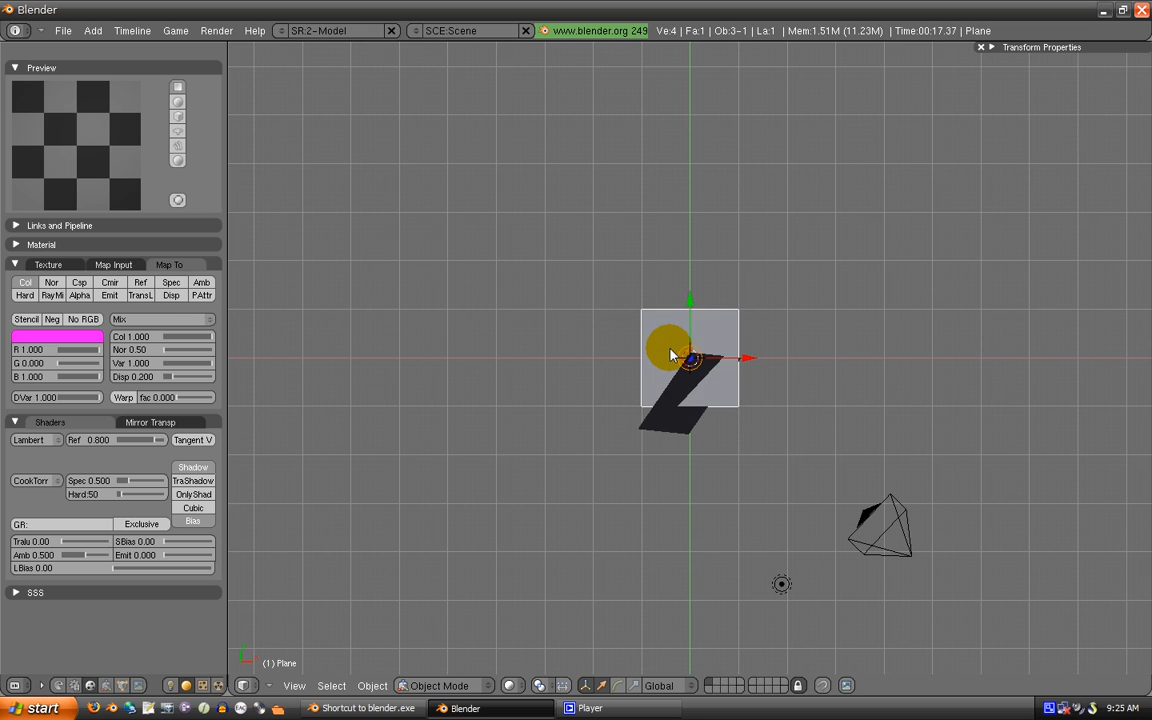 Blender
File Add Timeline Game Render Help SR:2-Model SCE:Scene www.blender.org 249 Ve:4 | Fa:1 | Ob:3-1 | La:1 | Mem:1.51M (11.23M) | Time:00:17.37 | Plane
Transform Properties
Preview
Links and Pipeline
Material
Texture Map Input Map To
Col Nor Csp Cmir Ref Spec Amb
Hard RayMi Alpha Emit TransL Disp P.Attr
Stencil Neg No RGB Mix
Col 1.000
R 1.000 Nor 0.50
G 0.000 Var 1.000
B 1.000 Disp 0.200
DVar 1.000 Warp fac 0.000
Shaders Mirror Transp
Lambert Ref 0.800 Tangent V
Shadow
CookTorr Spec 0.500 TraShadow
Hard:50 OnlyShad
Cubic
GR: Exclusive Bias
Tralu 0.00 SBias 0.00
Amb 0.500 Emit 0.000
LBias 0.00
SSS
(1) Plane
View Select Object Object Mode Global
start Shortcut to blender.exe Blender Player 9:25 AM